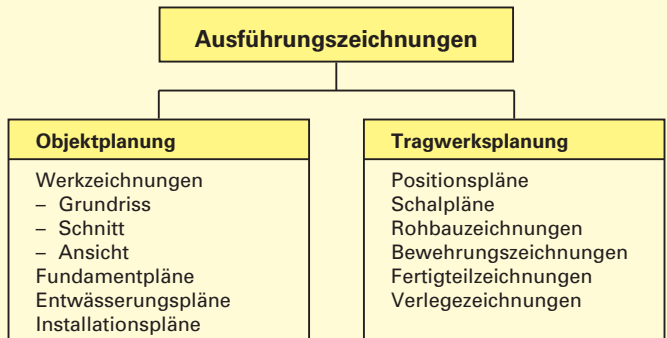 Ausführungszeichnungen
Objektplanung
Werkzeichnungen
– Grundriss
– Schnitt
– Ansicht
Fundamentpläne
Entwässerungspläne
Installationspläne
Tragwerksplanung
Positionspläne
Schalpläne
Rohbauzeichnungen
Bewehrungszeichnungen
Fertigteilzeichnungen
Verlegezeichnungen